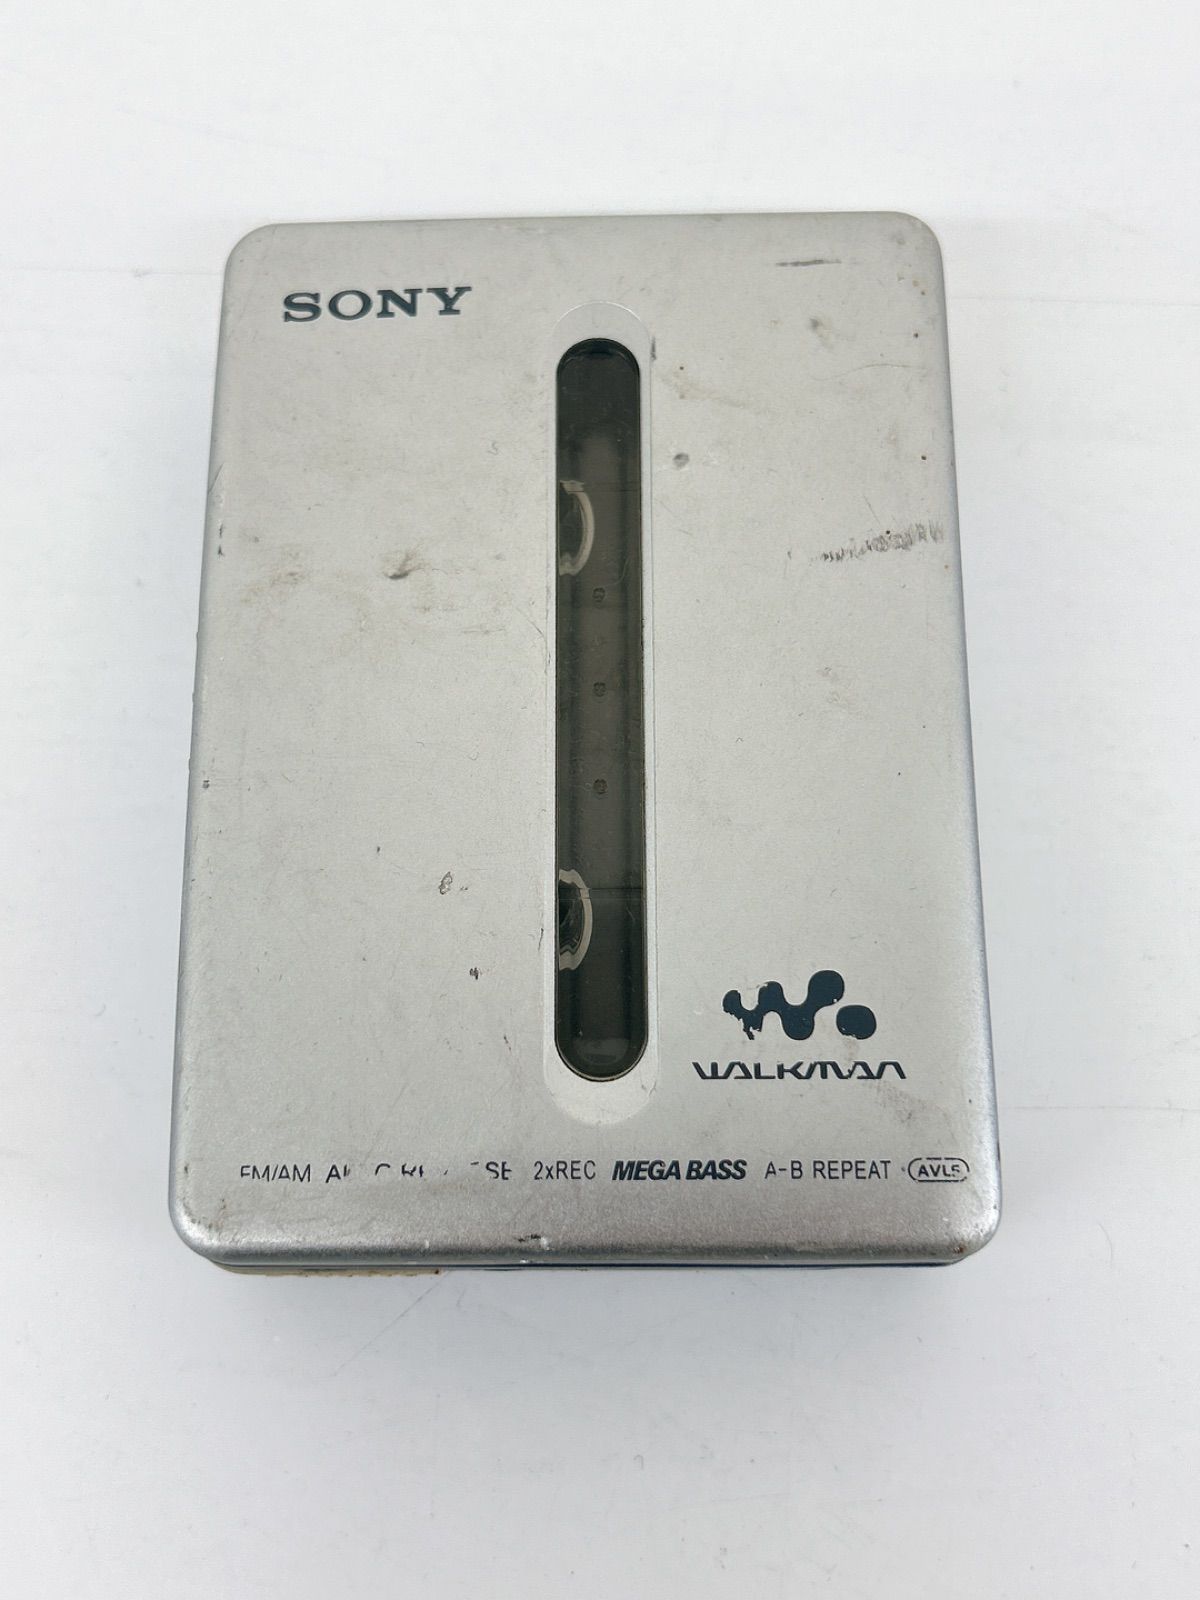 SONY
WALKMAN
FM/AM 2xREC MEGA BASS A-B REPEAT AVLS